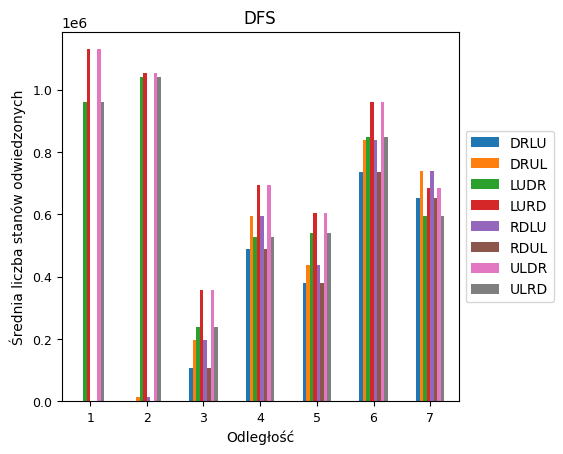 DFS
1e6
Średnia liczba stanów odwiedzonych
1.0
0.8
0.6
0.4
0.2
0.0
1 2 3 4 5 6 7
Odległość
DRLU
DRUL
LUDR
LURD
RDLU
RDUL
ULDR
ULRD